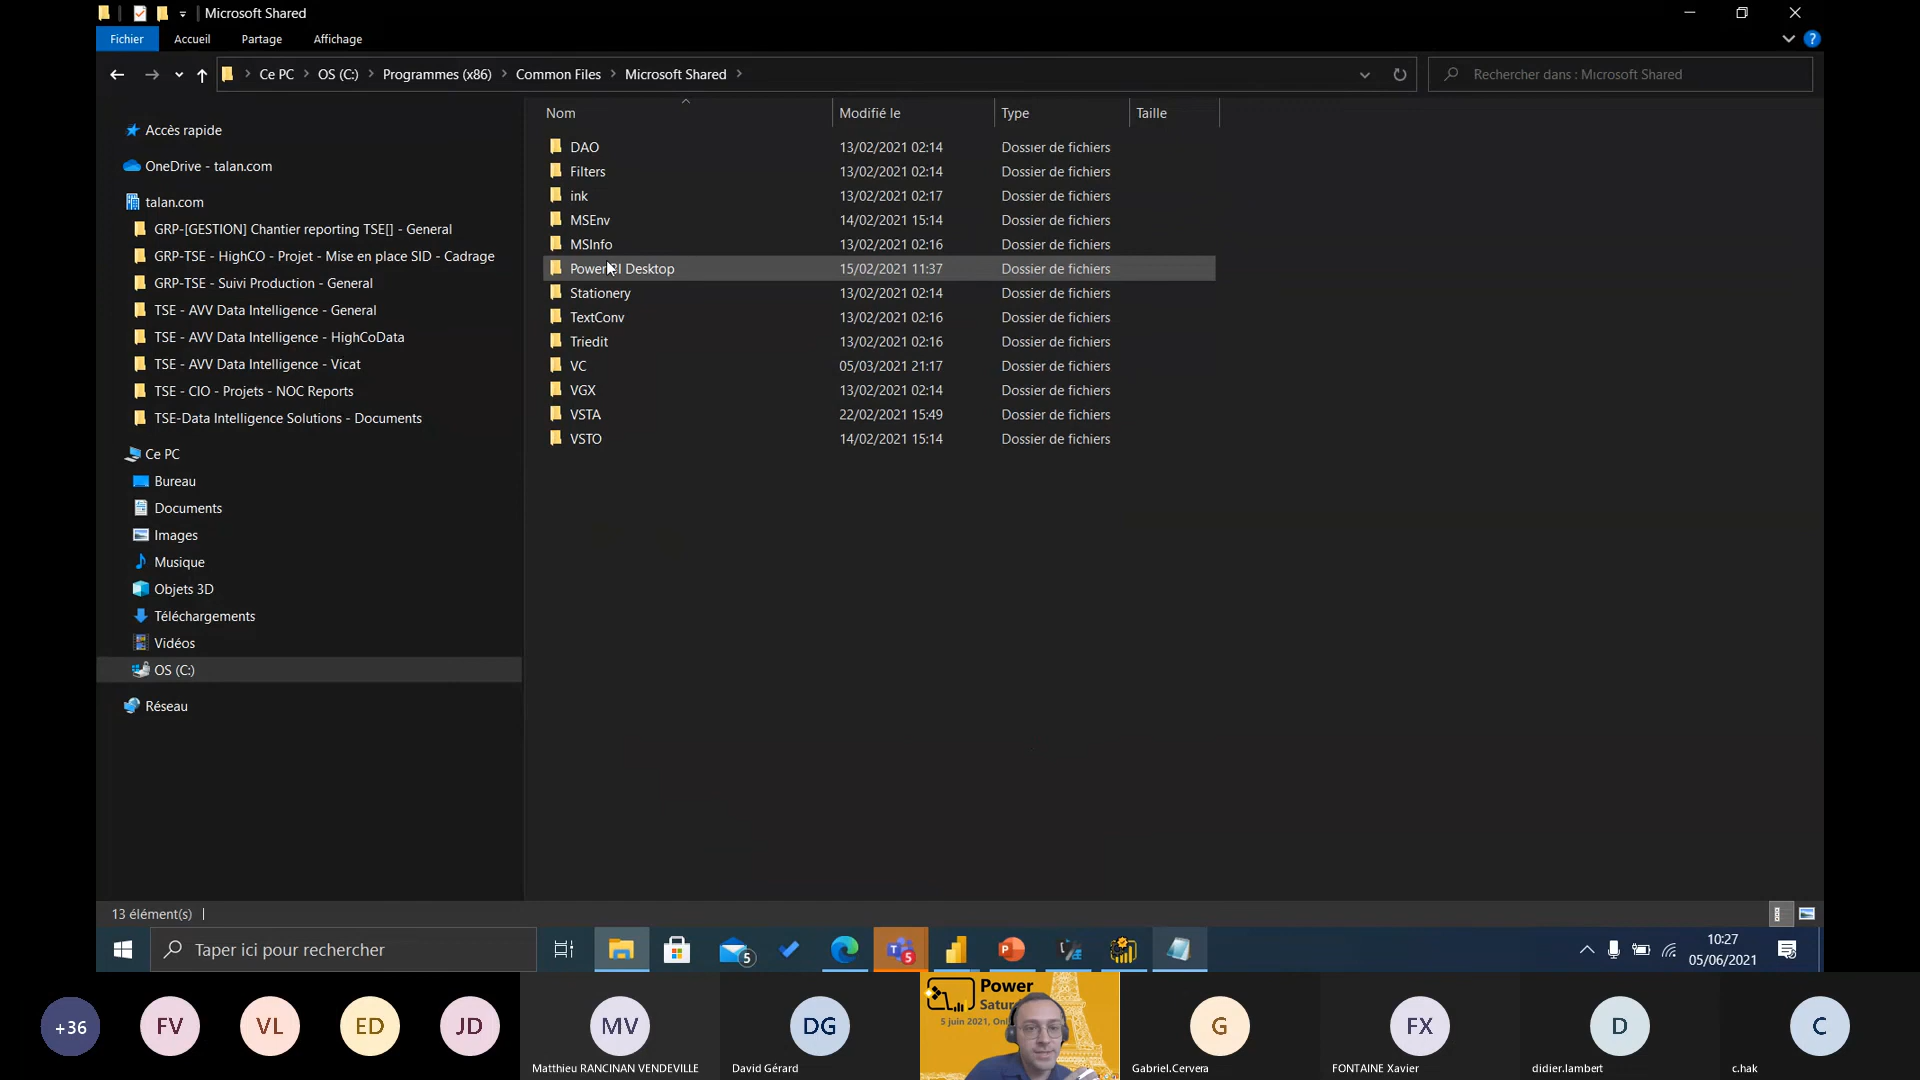 Microsoft Shared
Fichier Accueil Partage Affichage
Ce PC OS (C:) Programmes (x86) Common Files Microsoft Shared
Rechercher dans : Microsoft Shared
Nom Modifié le Type Taille
Accès rapide
OneDrive - talan.com
talan.com
GRP-[GESTION] Chantier reporting TSE[] - General
GRP-TSE - HighCO - Projet - Mise en place SID - Cadrage
GRP-TSE - Suivi Production - General
TSE - AVV Data Intelligence - General
TSE - AVV Data Intelligence - HighCoData
TSE - AVV Data Intelligence - Vicat
TSE - CIO - Projets - NOC Reports
TSE-Data Intelligence Solutions - Documents
Ce PC
Bureau
Documents
Images
Musique
Objets 3D
Téléchargements
Vidéos
OS (C:)
Réseau
DAO 13/02/2021 02:14 Dossier de fichiers
Filters 13/02/2021 02:14 Dossier de fichiers
ink 13/02/2021 02:17 Dossier de fichiers
MSEnv 14/02/2021 15:14 Dossier de fichiers
MSInfo 13/02/2021 02:16 Dossier de fichiers
Power BI Desktop 15/02/2021 11:37 Dossier de fichiers
Stationery 13/02/2021 02:14 Dossier de fichiers
TextConv 13/02/2021 02:16 Dossier de fichiers
Triedit 13/02/2021 02:16 Dossier de fichiers
VC 05/03/2021 21:17 Dossier de fichiers
VGX 13/02/2021 02:14 Dossier de fichiers
VSTA 22/02/2021 15:49 Dossier de fichiers
VSTO 14/02/2021 15:14 Dossier de fichiers
13 élément(s)
Taper ici pour rechercher
5
5
10:27
05/06/2021
+36 FV VL ED JD MV DG G FX D C
Power
5 juin 2021,
Matthieu RANCINAN VENDEVILLE David Gérard Gabriel.Cervera FONTAINE Xavier didier.lambert c.hak